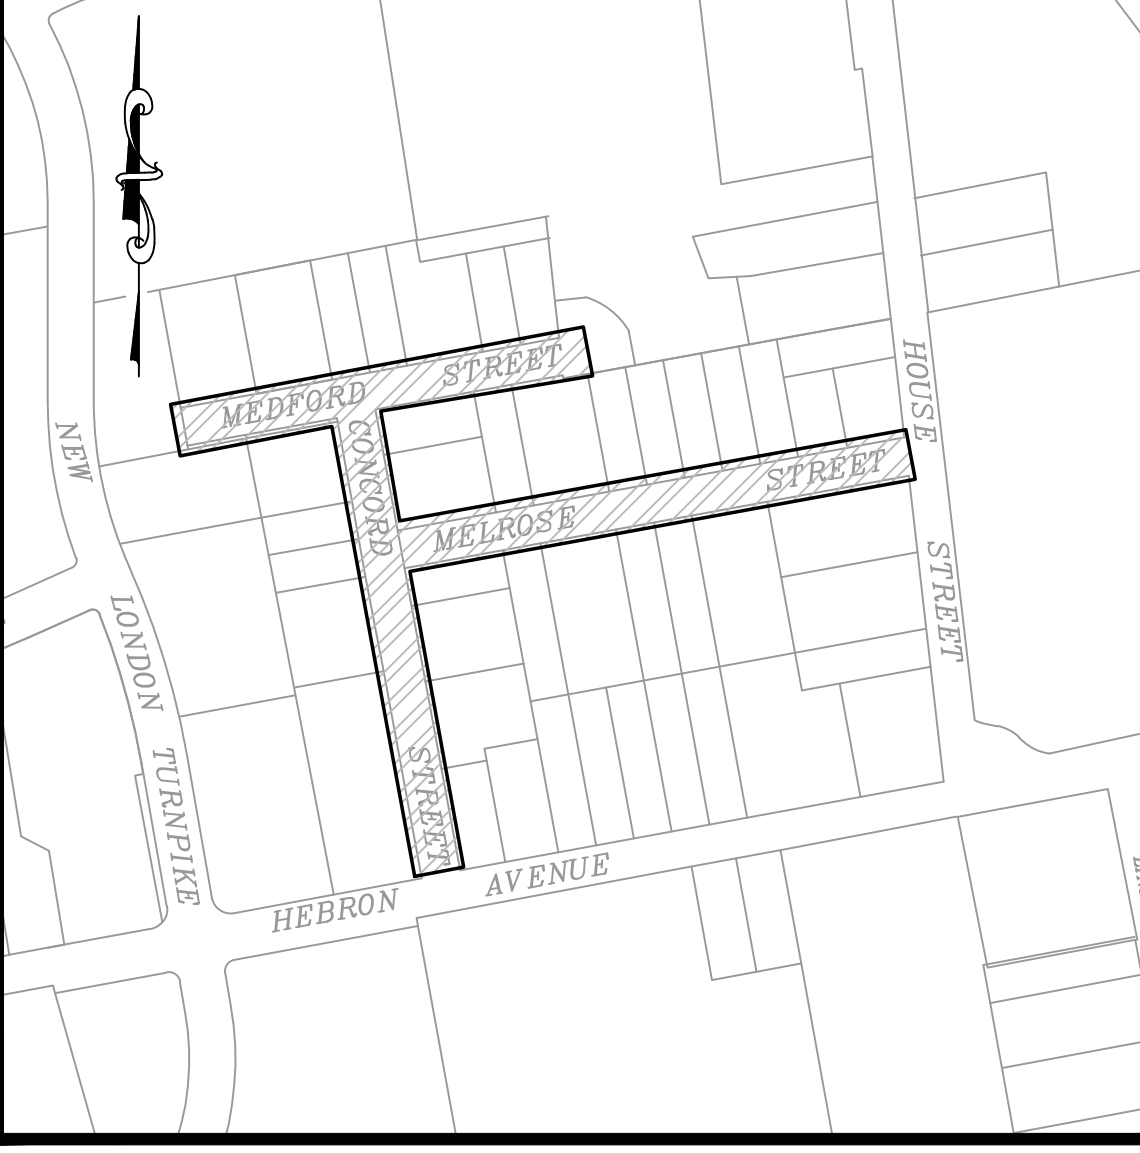 MEDFORD STREET
CONCORD STREET
MELROSE STREET
HOUSE STREET
NEW LONDON TURNPIKE
HEBRON AVENUE